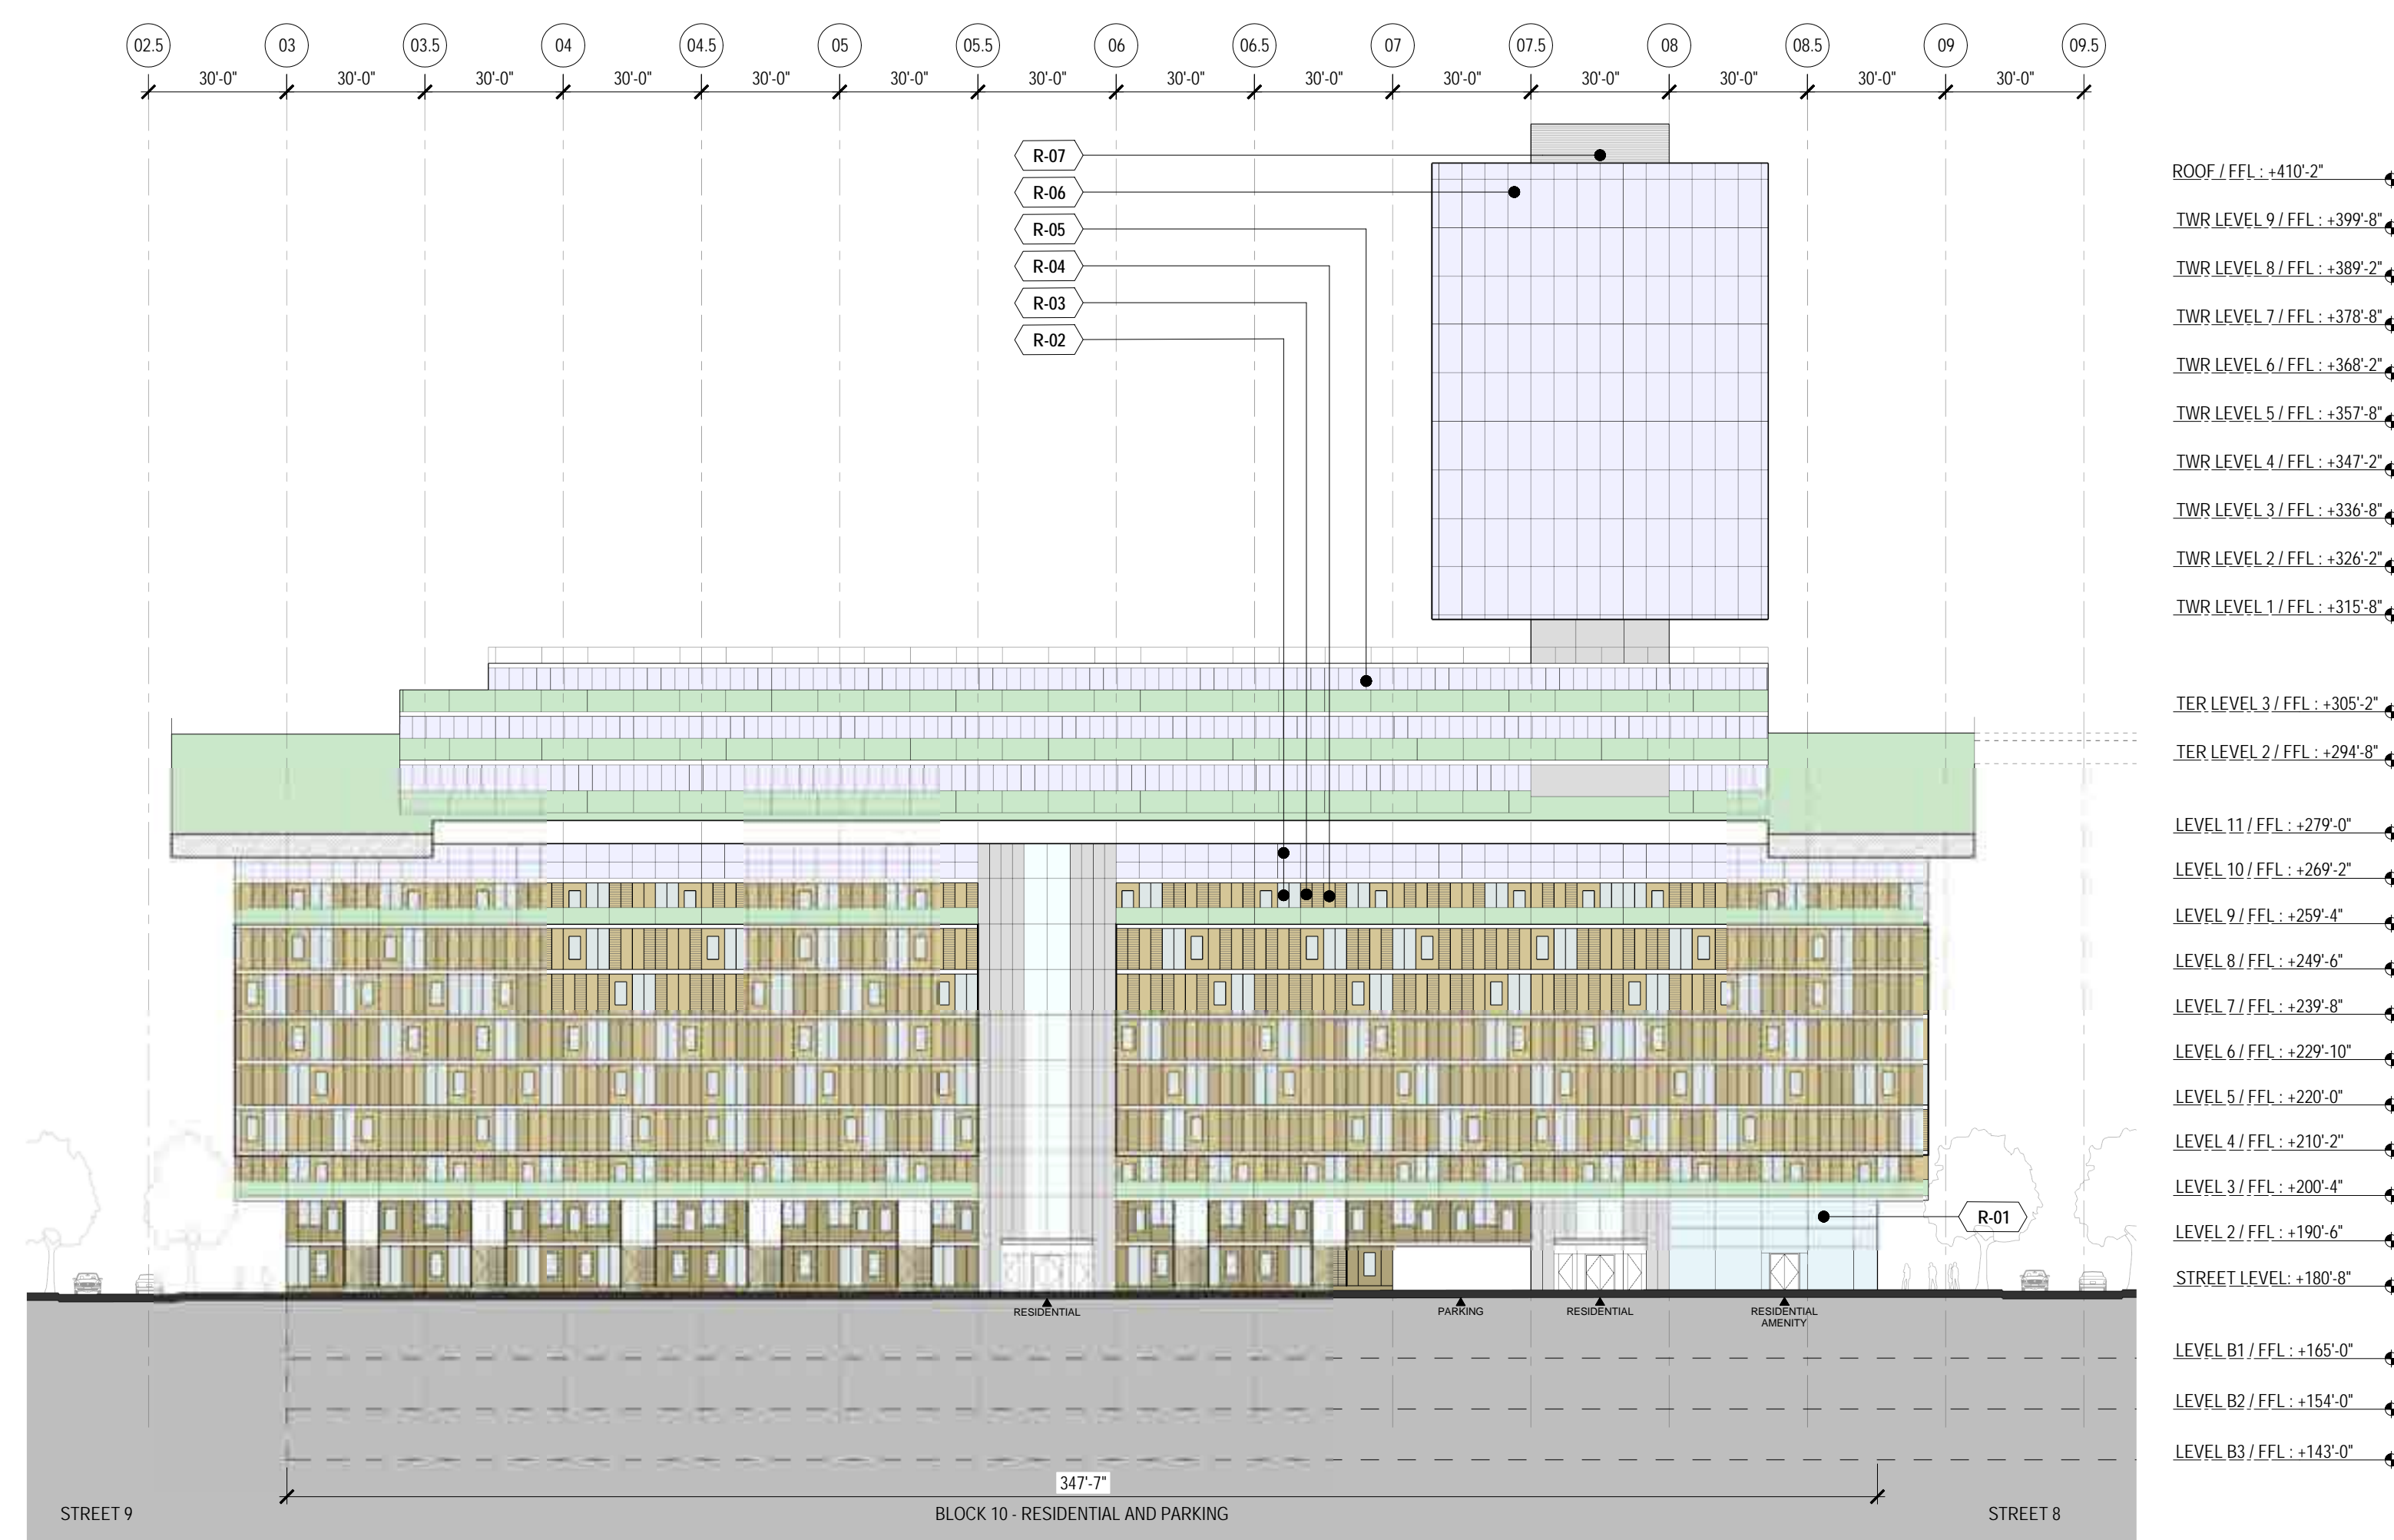 02.5 03 03.5 04 04.5 05 05.5 06 06.5 07 07.5 08 08.5 09 09.5
30'-0" 30'-0" 30'-0" 30'-0" 30'-0" 30'-0" 30'-0" 30'-0" 30'-0" 30'-0" 30'-0" 30'-0" 30'-0" 30'-0"
R-07
R-06
R-05
R-04
R-03
R-02
ROOF / FFL : +410'-2"
TWR LEVEL 9 / FFL : +399'-8"
TWR LEVEL 8 / FFL : +389'-2"
TWR LEVEL 7 / FFL : +378'-8"
TWR LEVEL 6 / FFL : +368'-2"
TWR LEVEL 5 / FFL : +357'-8"
TWR LEVEL 4 / FFL : +347'-2"
TWR LEVEL 3 / FFL : +336'-8"
TWR LEVEL 2 / FFL : +326'-2"
TWR LEVEL 1 / FFL : +315'-8"
TER LEVEL 3 / FFL : +305'-2"
TER LEVEL 2 / FFL : +294'-8"
LEVEL 11 / FFL : +279'-0"
LEVEL 10 / FFL : +269'-2"
LEVEL 9 / FFL : +259'-4"
LEVEL 8 / FFL : +249'-6"
LEVEL 7 / FFL : +239'-8"
LEVEL 6 / FFL : +229'-10"
LEVEL 5 / FFL : +220'-0"
LEVEL 4 / FFL : +210'-2"
LEVEL 3 / FFL : +200'-4"
R-01
LEVEL 2 / FFL : +190'-6"
STREET LEVEL: +180'-8"
RESIDENTIAL
PARKING
RESIDENTIAL
RESIDENTIAL
AMENITY
LEVEL B1 / FFL : +165'-0"
LEVEL B2 / FFL : +154'-0"
LEVEL B3 / FFL : +143'-0"
347'-7"
STREET 9
BLOCK 10 - RESIDENTIAL AND PARKING
STREET 8